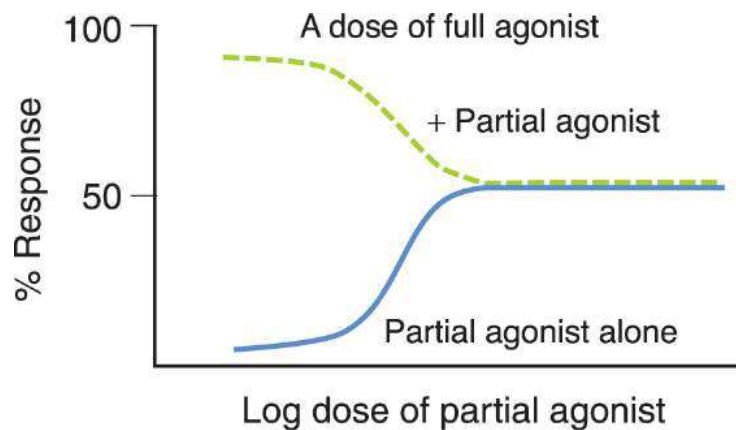 100
A dose of full agonist
+ Partial agonist
50
% Response
Partial agonist alone
Log dose of partial agonist